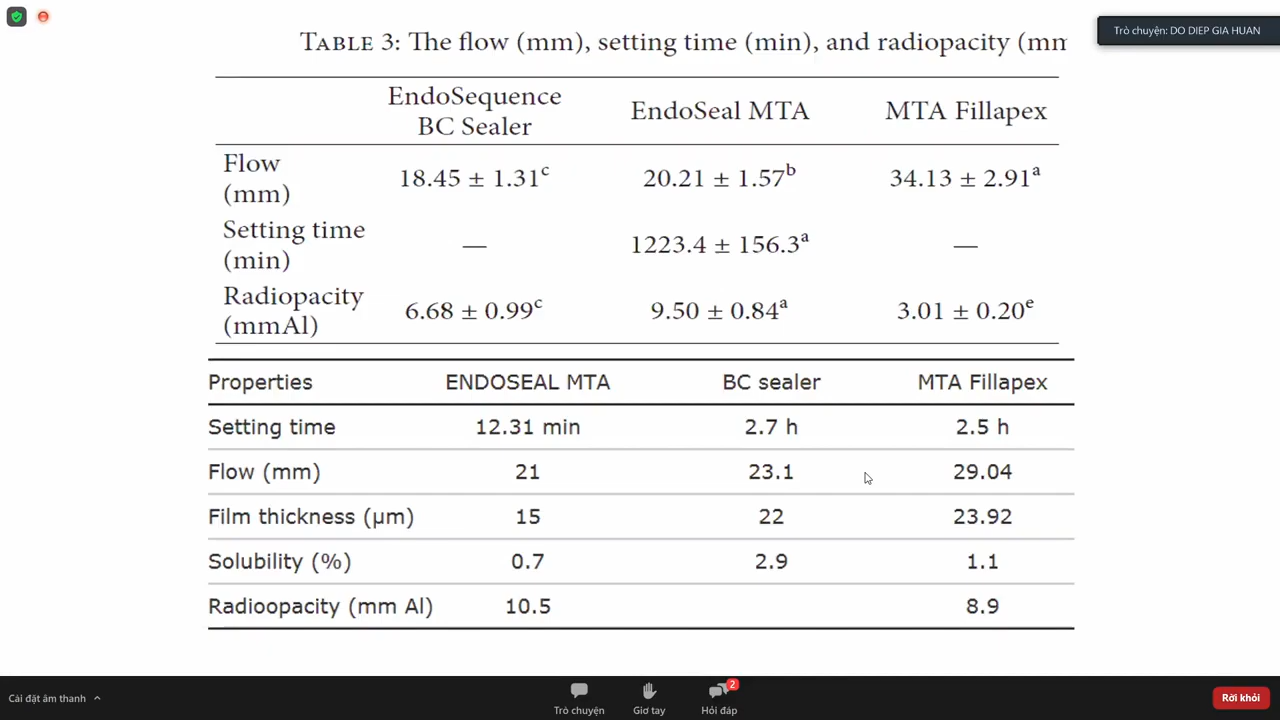 Trò chuyện: DO DIEP GIA HUAN
TABLE 3: The flow (mm), setting time (min), and radiopacity (mm
EndoSequence
BC Sealer
EndoSeal MTA
MTA Fillapex
Flow
(mm)
18.45 ± 1.31c
20.21 ± 1.57b
34.13 ± 2.91a
Setting time
(min)
—
1223.4 ± 156.3a
—
Radiopacity
(mmAl)
6.68 ± 0.99c
9.50 ± 0.84a
3.01 ± 0.20e
Properties ENDOSEAL MTA BC sealer MTA Fillapex
Setting time 12.31 min 2.7 h 2.5 h
Flow (mm) 21 23.1 29.04
Film thickness (μm) 15 22 23.92
Solubility (%) 0.7 2.9 1.1
Radioopacity (mm Al) 10.5 8.9
Cài đặt âm thanh
Trò chuyện
Giơ tay
2
Hỏi đáp
Rời khỏi